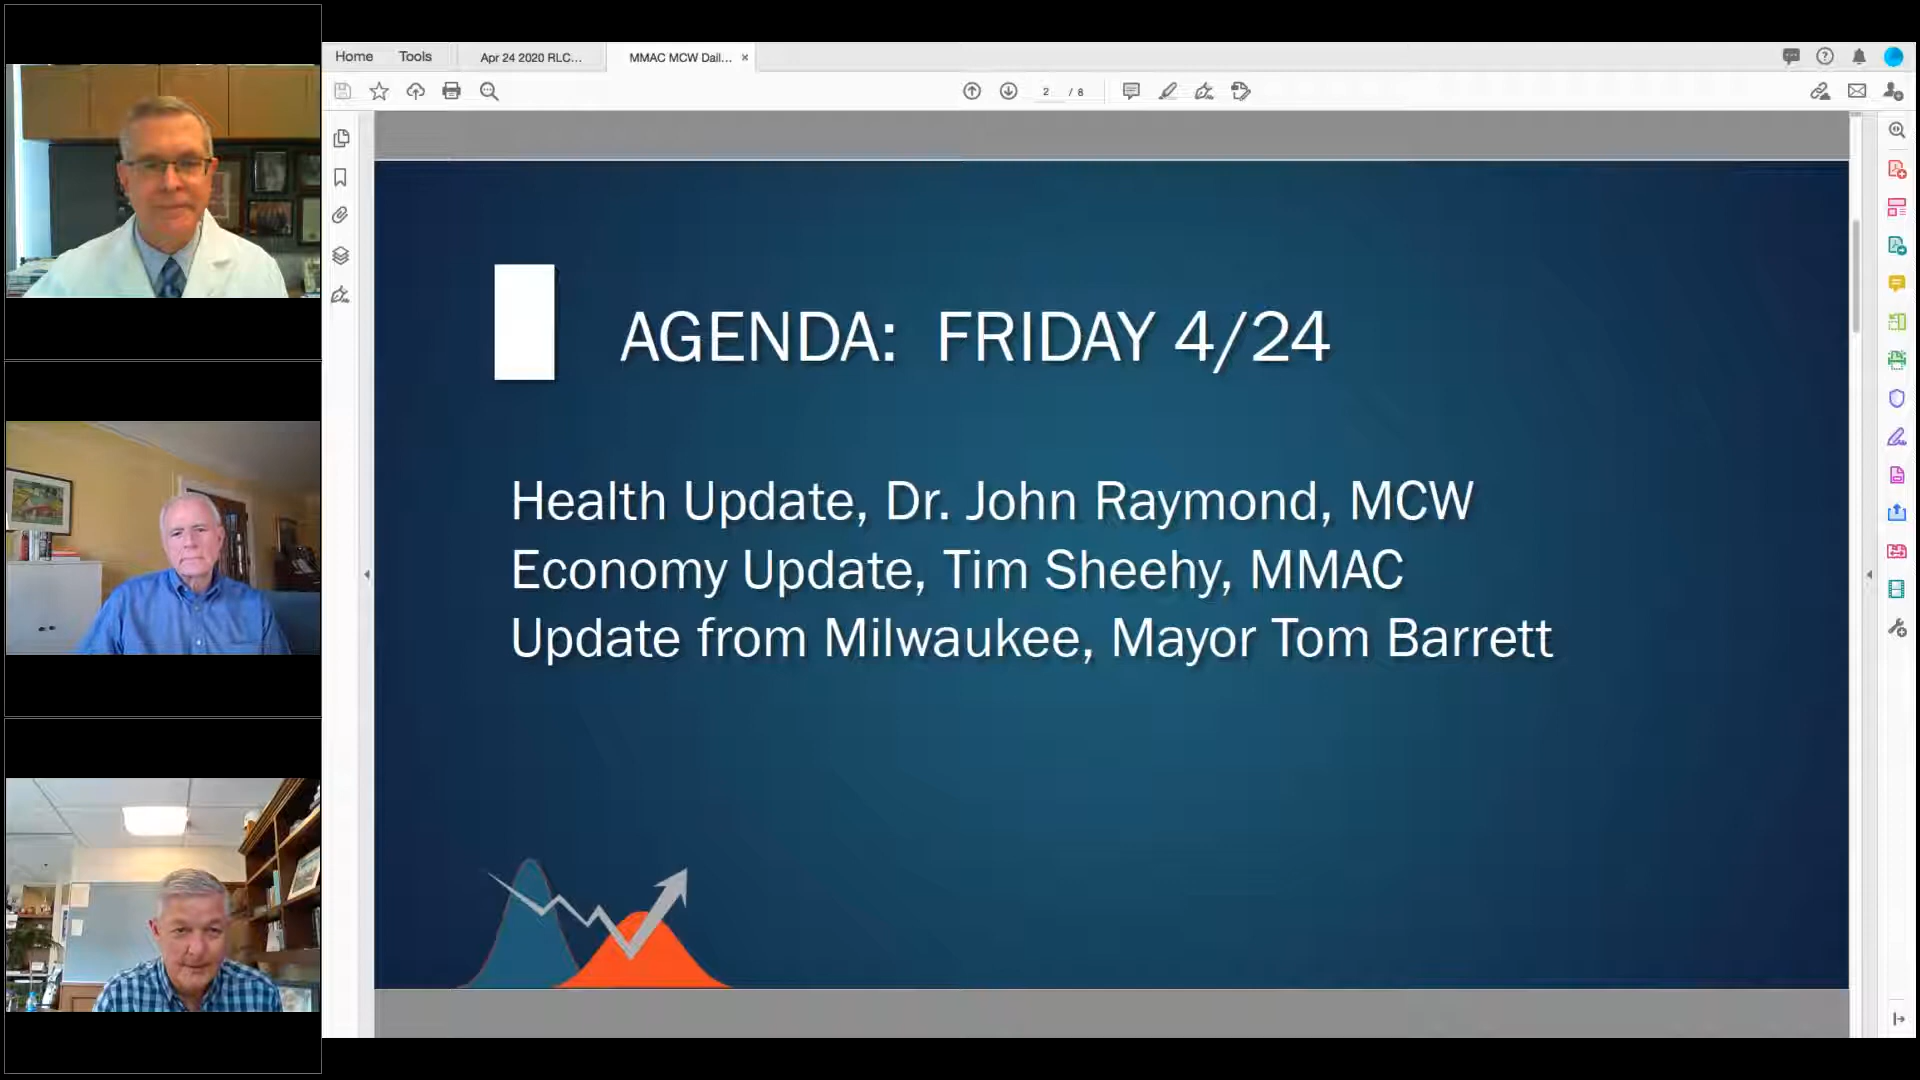 Home Tools Apr 24 2020 RLC... MMAC MCW Dail... ×
2 / 8
AGENDA: FRIDAY 4/24
Health Update, Dr. John Raymond, MCW
Economy Update, Tim Sheehy, MMAC
Update from Milwaukee, Mayor Tom Barrett